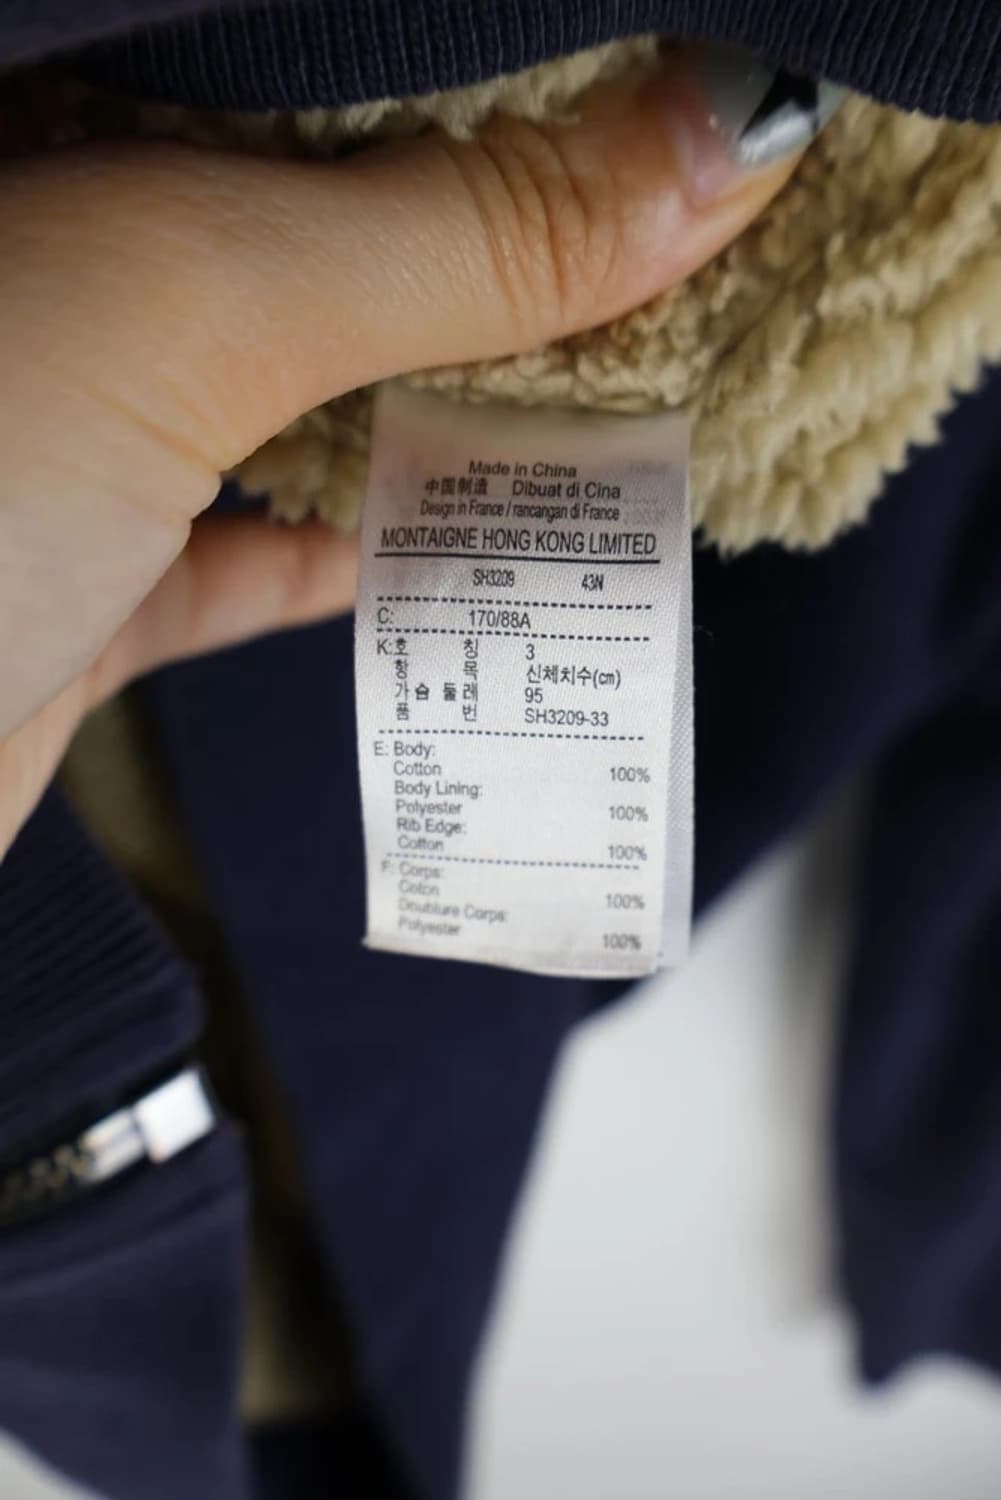 Made in China
中国制造 Dibuat di Cina
Design in France / rancangan di France
MONTAIGNE HONG KONG LIMITED
SH3209 43N
C: 170/88A
K:호 칭 3
항 목 신체치수(cm)
가슴 둘레 95
품 번 SH3209-33
E: Body:
Cotton 100%
Body Lining:
Polyester 100%
Rib Edge:
Cotton 100%
F: Corps:
Coton 100%
Doublure Corps:
Polyester 100%